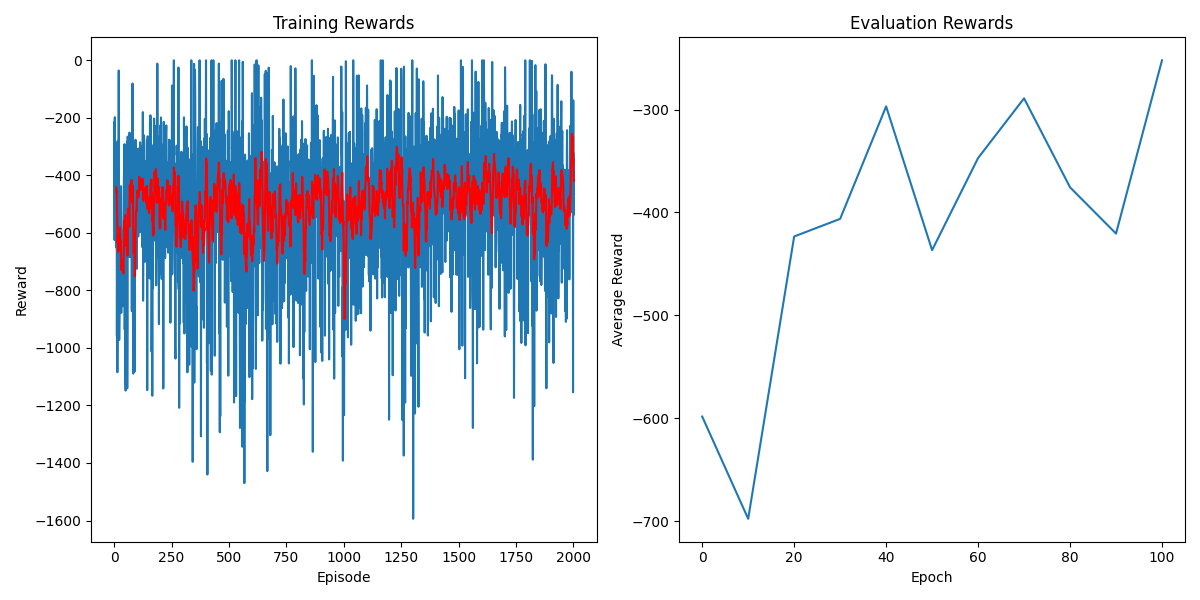 Training Rewards
Reward
0
−200
−400
−600
−800
−1000
−1200
−1400
−1600
0 250 500 750 1000 1250 1500 1750 2000
Episode
Evaluation Rewards
Average Reward
−300
−400
−500
−600
−700
0 20 40 60 80 100
Epoch